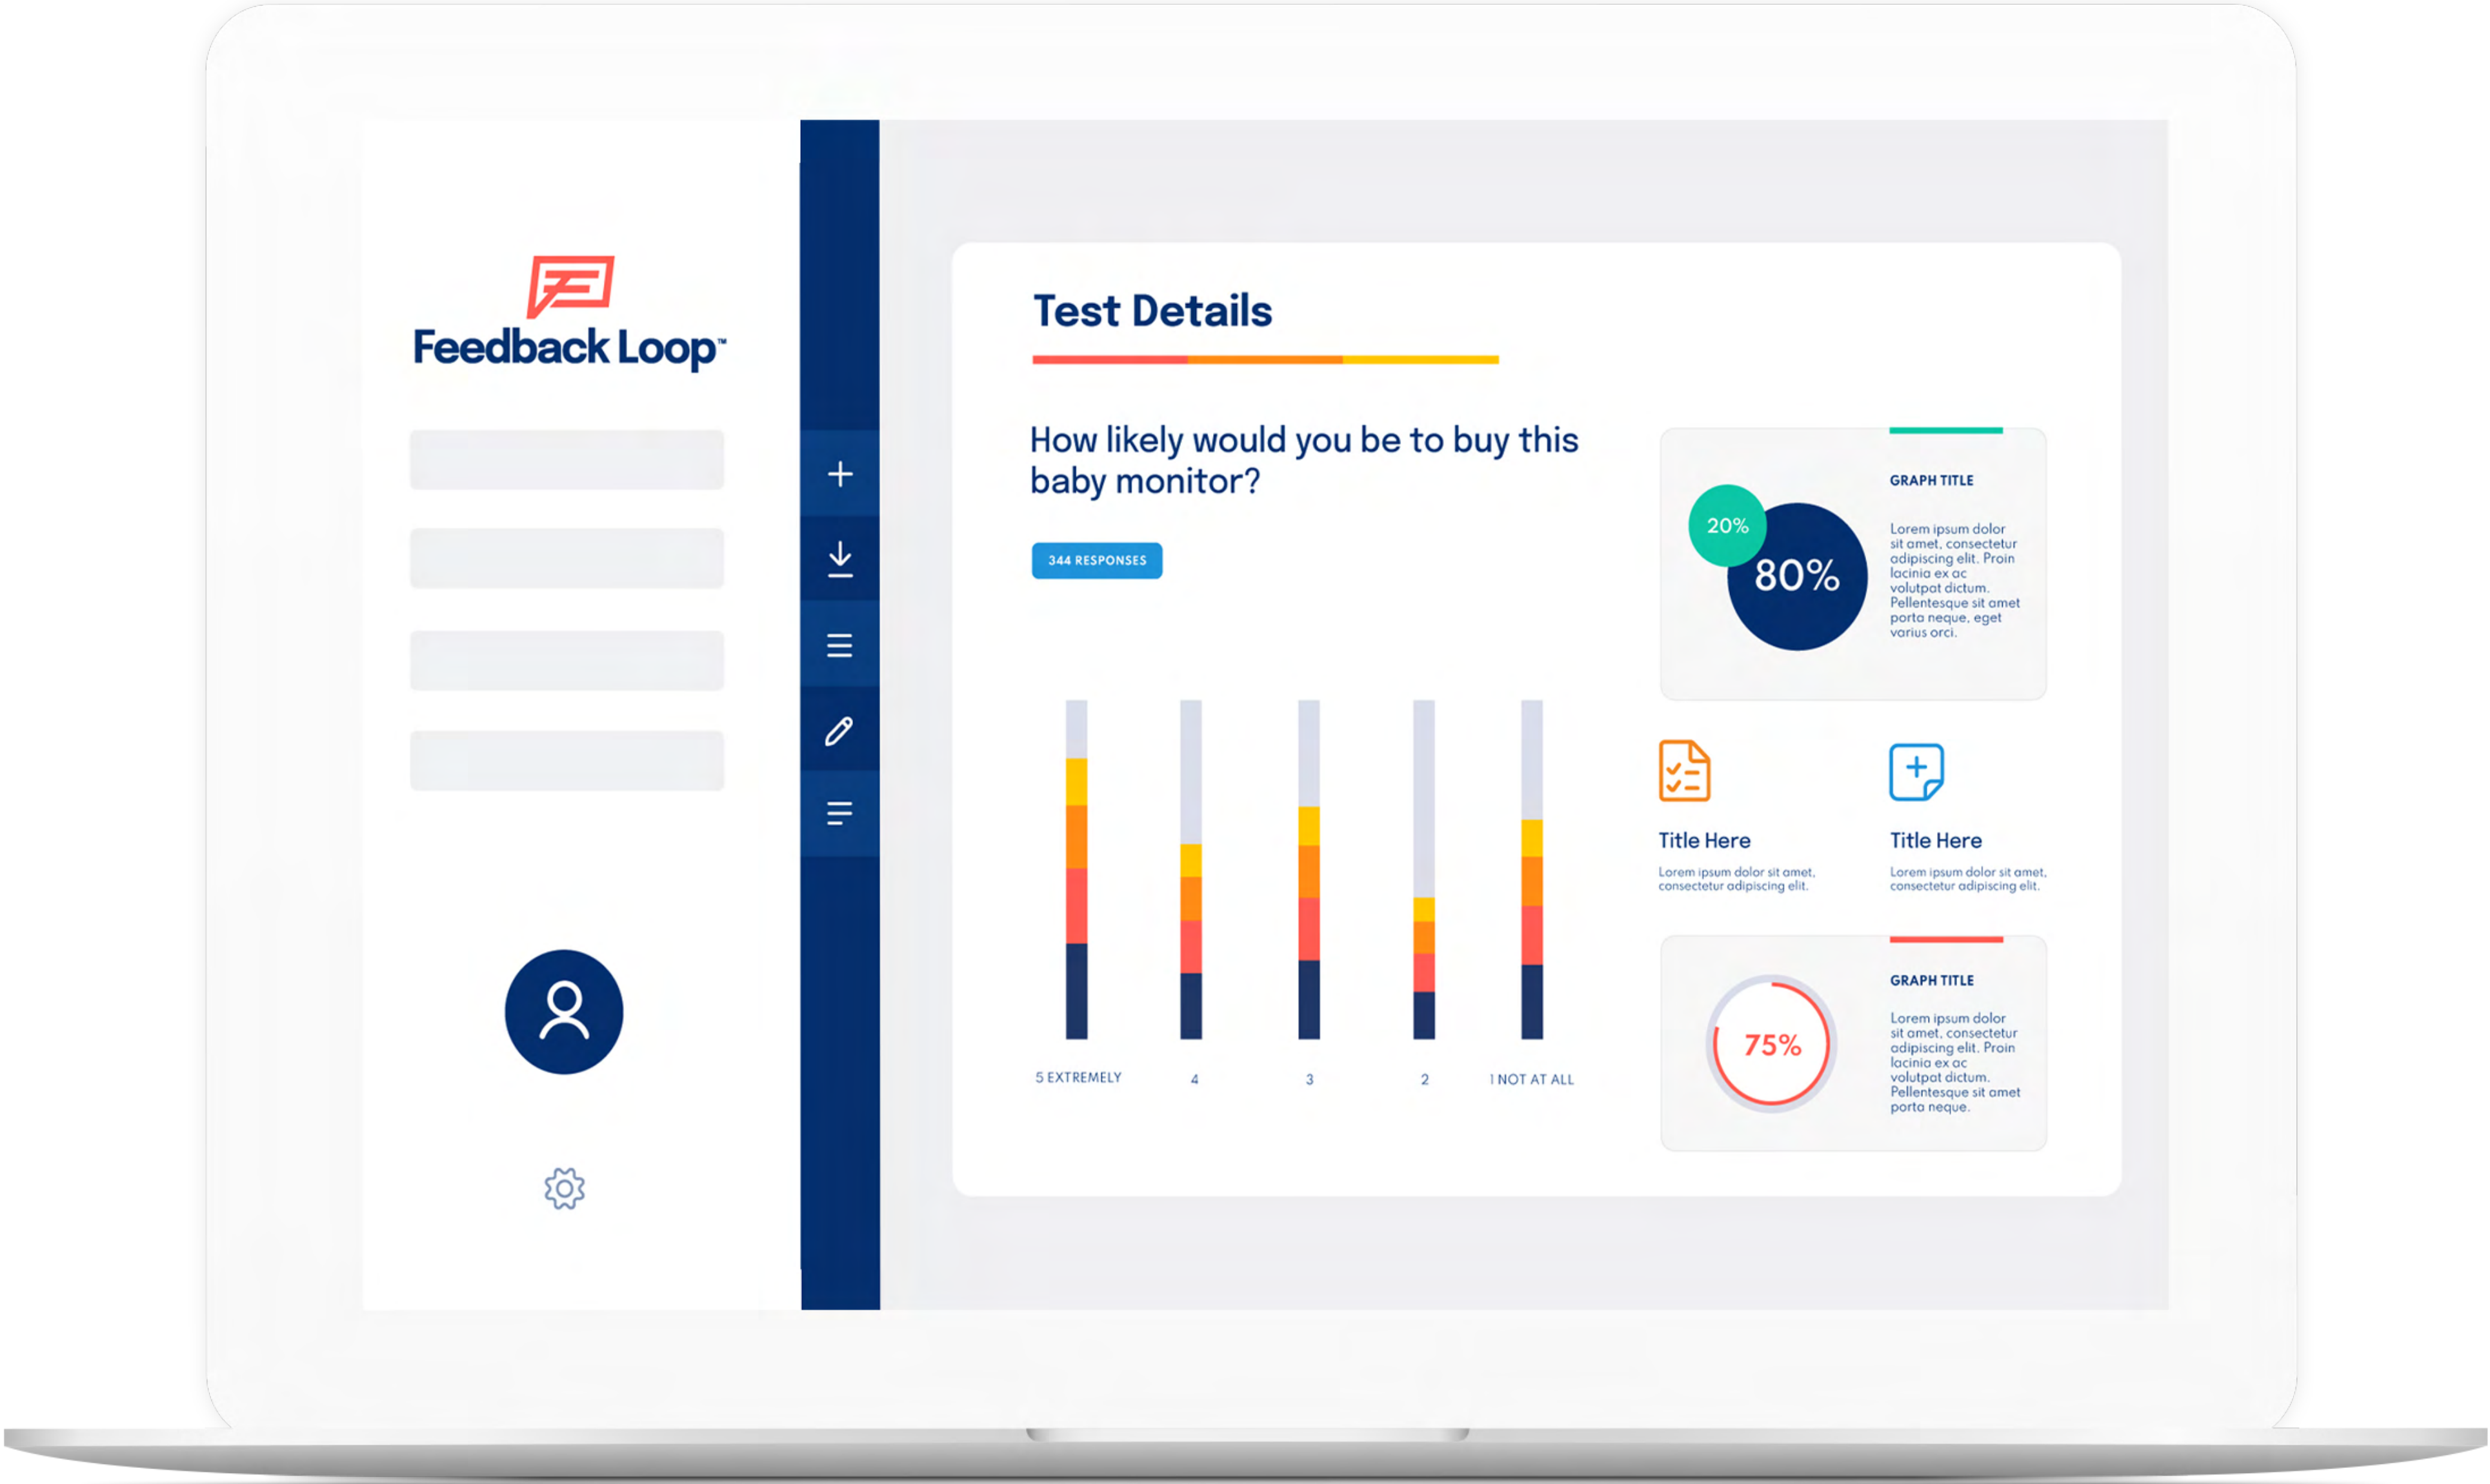 Feedback Loop™
Test Details
How likely would you be to buy this
baby monitor?
344 RESPONSES
5 EXTREMELY
4
3
2
1 NOT AT ALL
20%
80%
GRAPH TITLE
Lorem ipsum dolor
sit amet, consectetur
adipiscing elit. Proin
lacinia ex ac
volutpat dictum.
Pellentesque sit amet
porta neque, eget
varius orci.
Title Here
Lorem ipsum dolor sit amet,
consectetur adipiscing elit.
Title Here
Lorem ipsum dolor sit amet,
consectetur adipiscing elit.
75%
GRAPH TITLE
Lorem ipsum dolor
sit amet, consectetur
adipiscing elit. Proin
lacinia ex ac
volutpat dictum.
Pellentesque sit amet
porta neque.